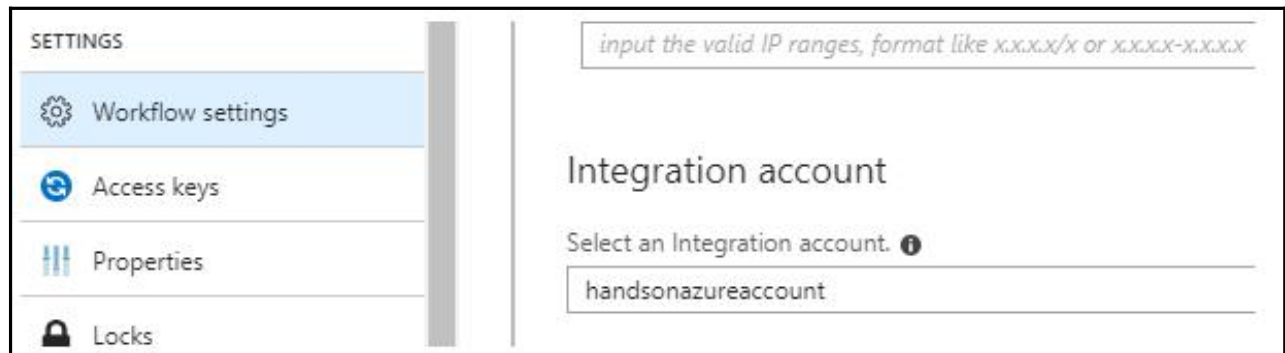 SETTINGS
Workflow settings
Access keys
Properties
Locks
input the valid IP ranges, format like x.x.x.x/x or x.x.x.x-x.x.x.x
Integration account
Select an Integration account.
handsonazureaccount